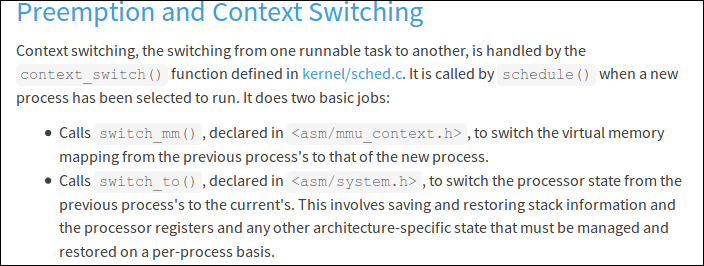 Preemption and Context Switching
Context switching, the switching from one runnable task to another, is handled by the
context_switch() function defined in kernel/sched.c. It is called by schedule() when a new
process has been selected to run. It does two basic jobs:
● Calls switch_mm() , declared in <asm/mmu_context.h> , to switch the virtual memory
mapping from the previous process's to that of the new process.
● Calls switch_to() , declared in <asm/system.h> , to switch the processor state from the
previous process's to the current's. This involves saving and restoring stack information and
the processor registers and any other architecture-specific state that must be managed and
restored on a per-process basis.